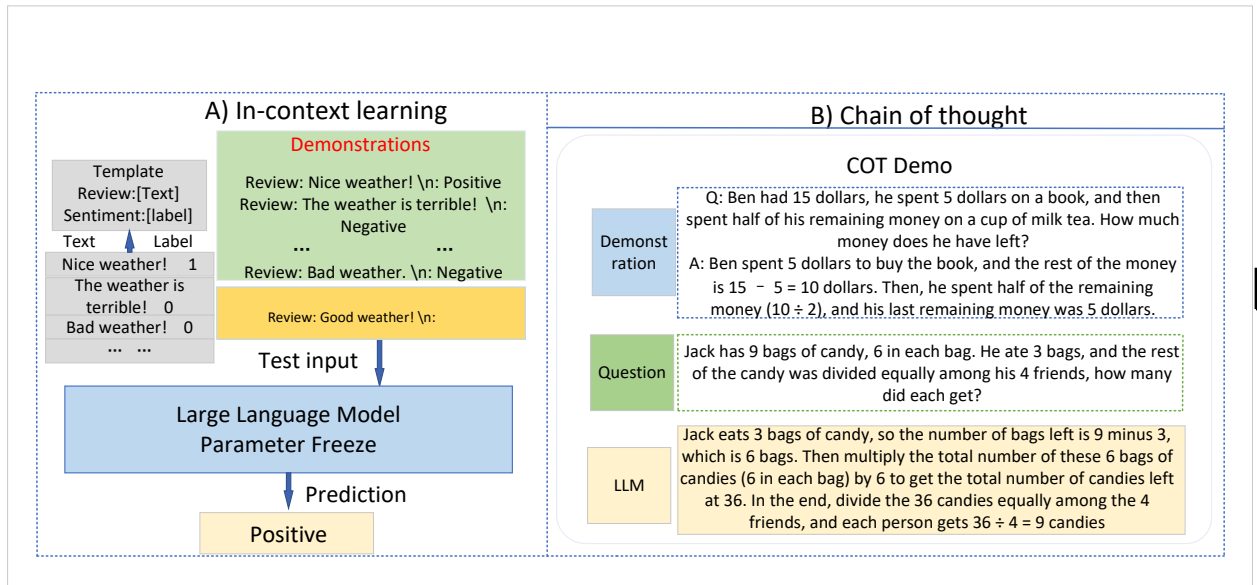 A) In-context learning
Template
Review:[Text]
Sentiment:[label]
Text Label
Nice weather! 1
The weather is
terrible! 0
Bad weather! 0
... ...
Demonstrations
Review: Nice weather! \n: Positive
Review: The weather is terrible! \n:
Negative
... ...
Review: Bad weather. \n: Negative
Review: Good weather! \n:
Test input
Large Language Model
Parameter Freeze
Prediction
Positive
B) Chain of thought
COT Demo
Demonst
ration
Q: Ben had 15 dollars, he spent 5 dollars on a book, and then
spent half of his remaining money on a cup of milk tea. How much
money does he have left?
A: Ben spent 5 dollars to buy the book, and the rest of the money
is 15 － 5 = 10 dollars. Then, he spent half of the remaining
money (10 ÷ 2), and his last remaining money was 5 dollars.
Question
Jack has 9 bags of candy, 6 in each bag. He ate 3 bags, and the rest
of the candy was divided equally among his 4 friends, how many
did each get?
LLM
Jack eats 3 bags of candy, so the number of bags left is 9 minus 3,
which is 6 bags. Then multiply the total number of these 6 bags of
candies (6 in each bag) by 6 to get the total number of candies left
at 36. In the end, divide the 36 candies equally among the 4
friends, and each person gets 36 ÷ 4 = 9 candies